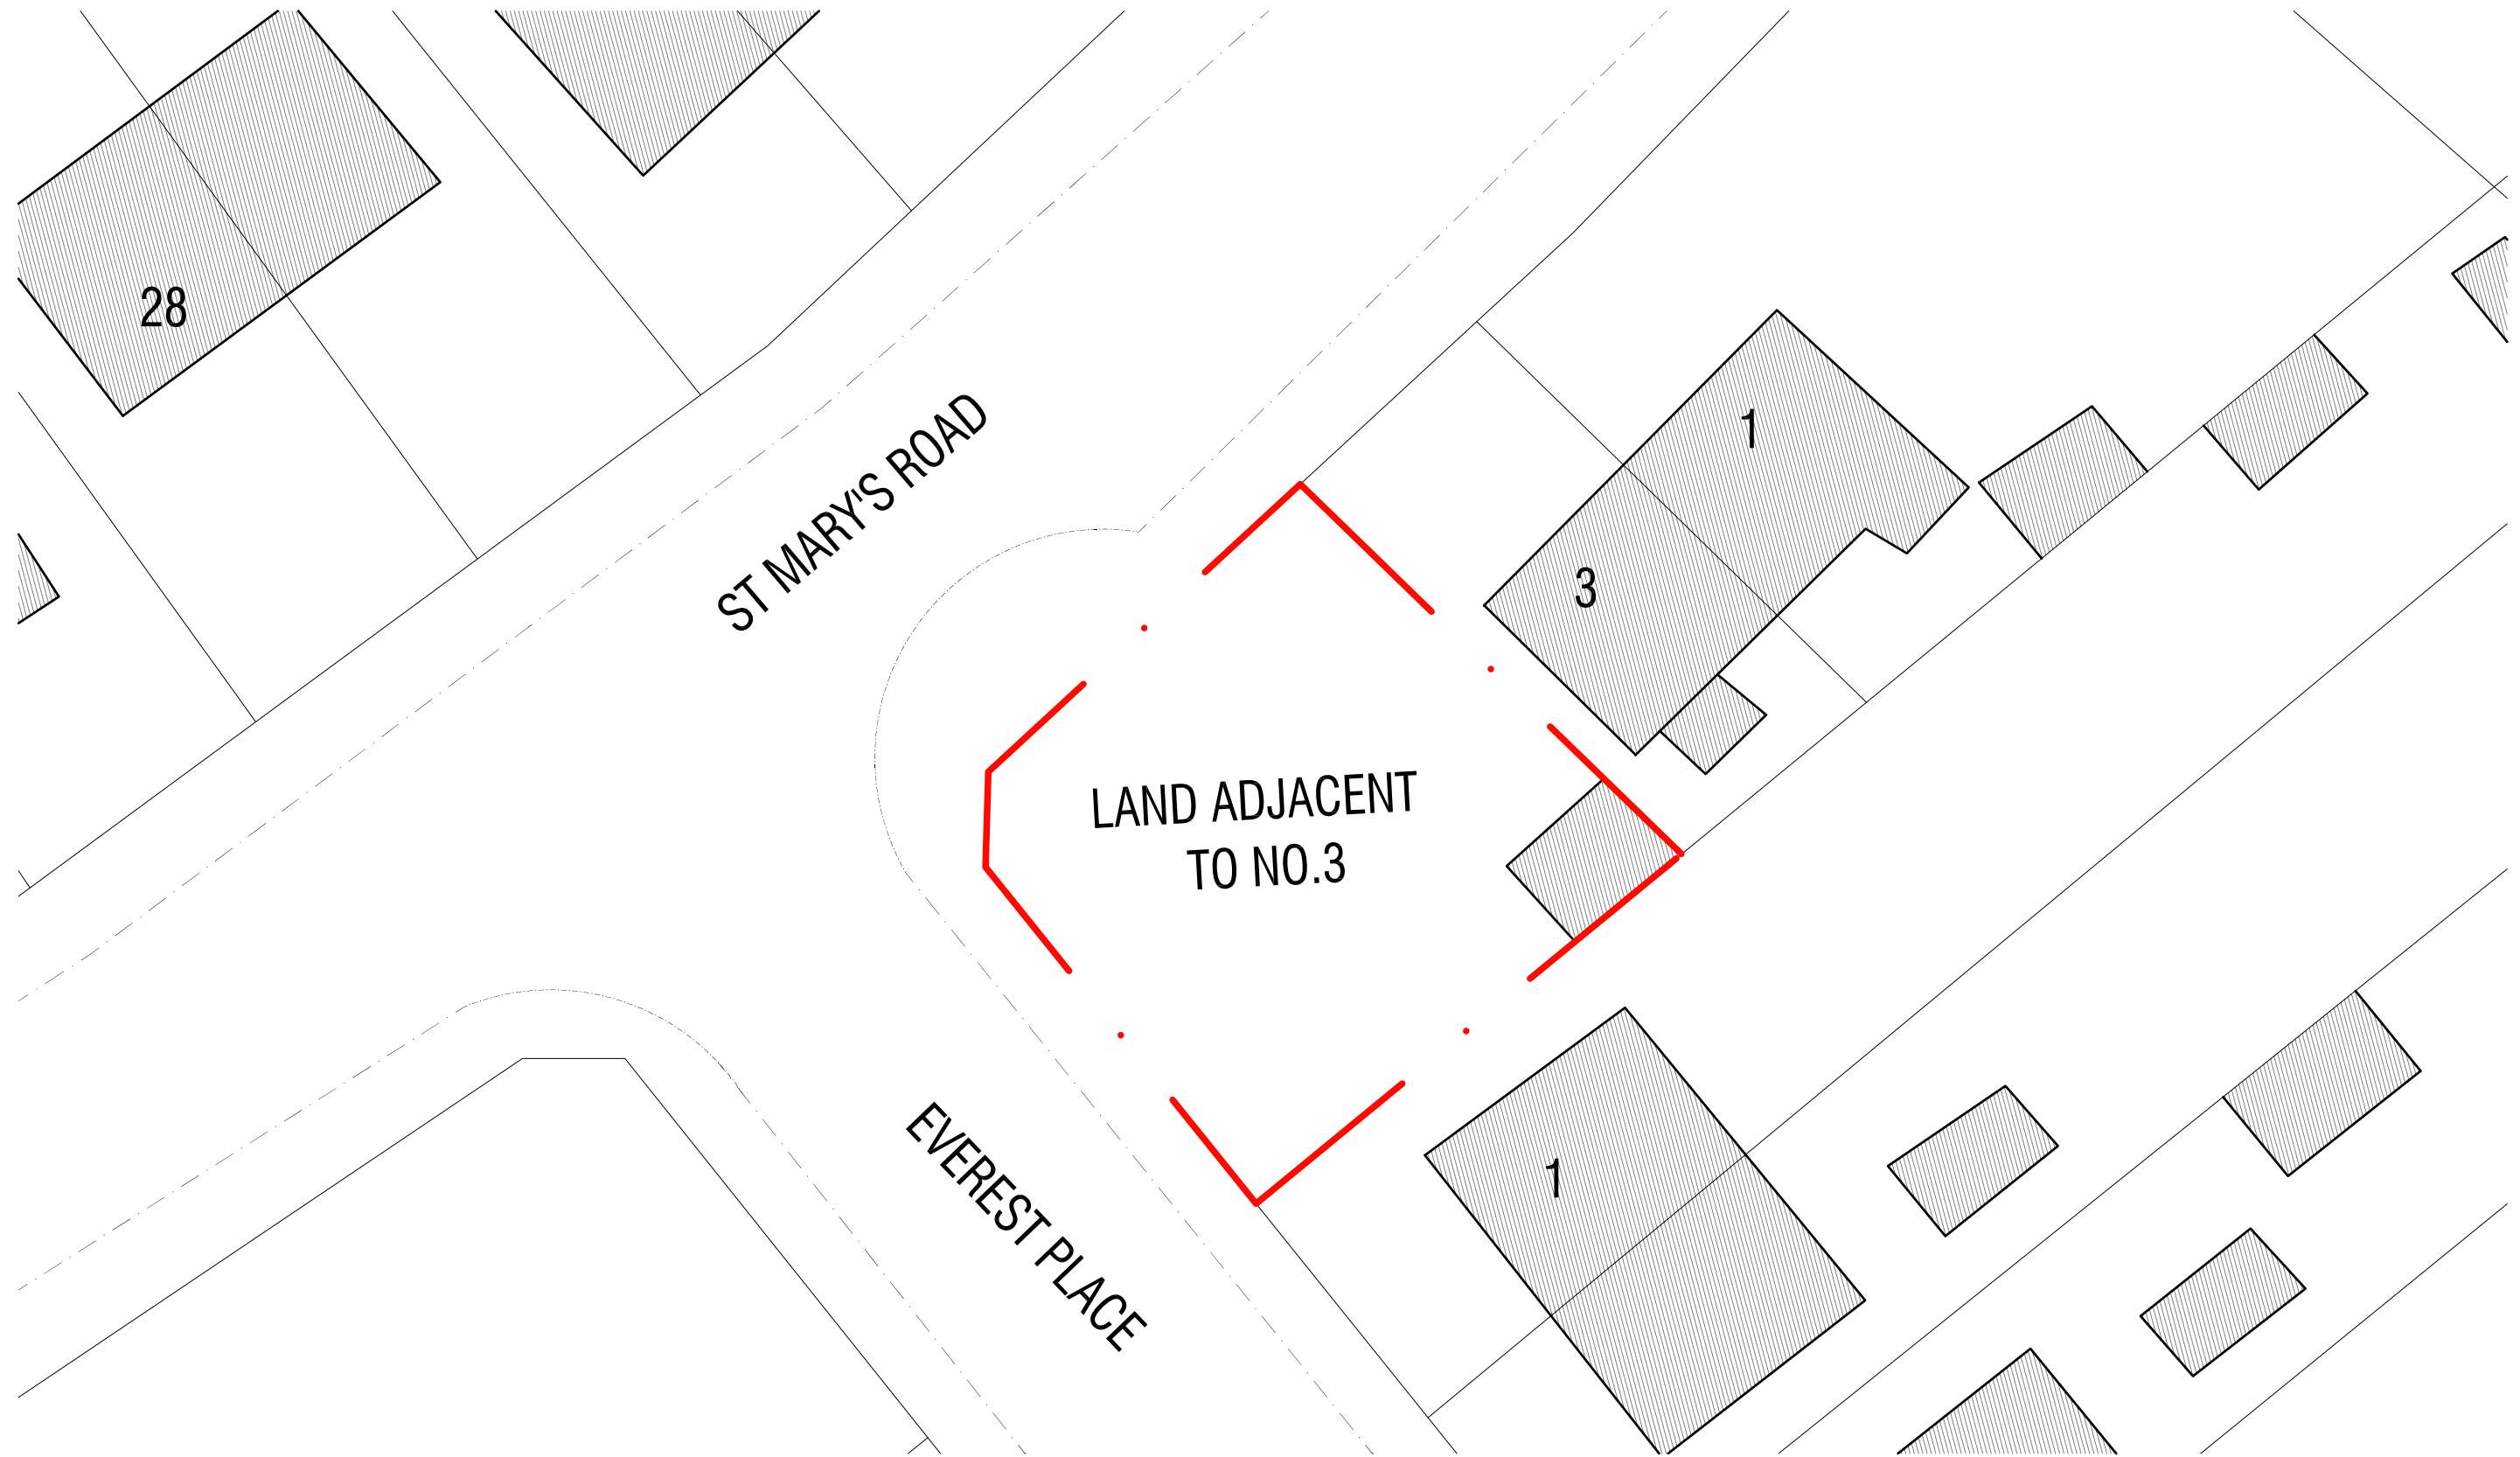 28
1
ST MARY'S ROAD
3
LAND ADJACENT
TO NO.3
EVEREST PLACE
1